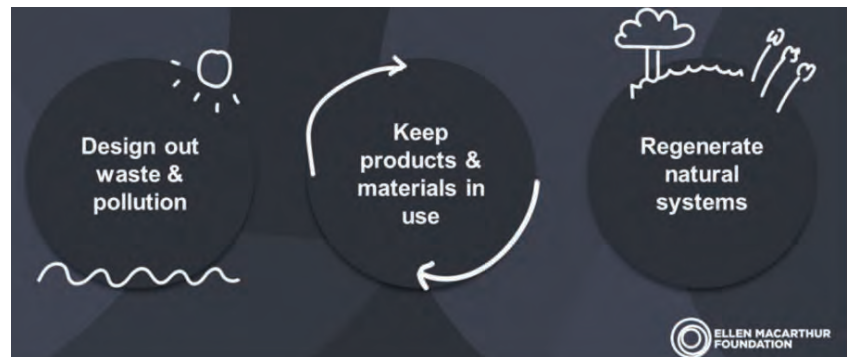 Design out
waste &
pollution
Keep
products &
materials in
use
Regenerate
natural
systems
ELLEN MACARTHUR
FOUNDATION